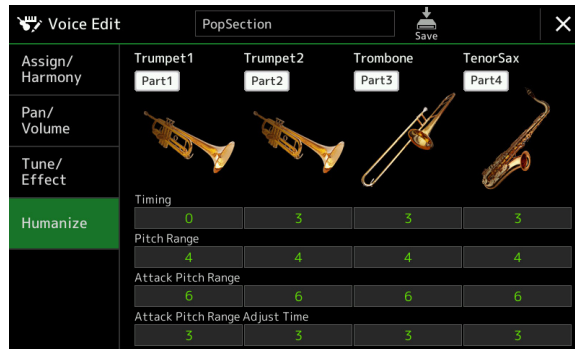 Voice Edit
PopSection
Save
Assign/
Harmony
Pan/
Volume
Tune/
Effect
Humanize
Trumpet1 Trumpet2 Trombone TenorSax
Part1 Part2 Part3 Part4
Timing
0 3 3 3
Pitch Range
4 4 4 4
Attack Pitch Range
6 6 6 6
Attack Pitch Range Adjust Time
3 3 3 3